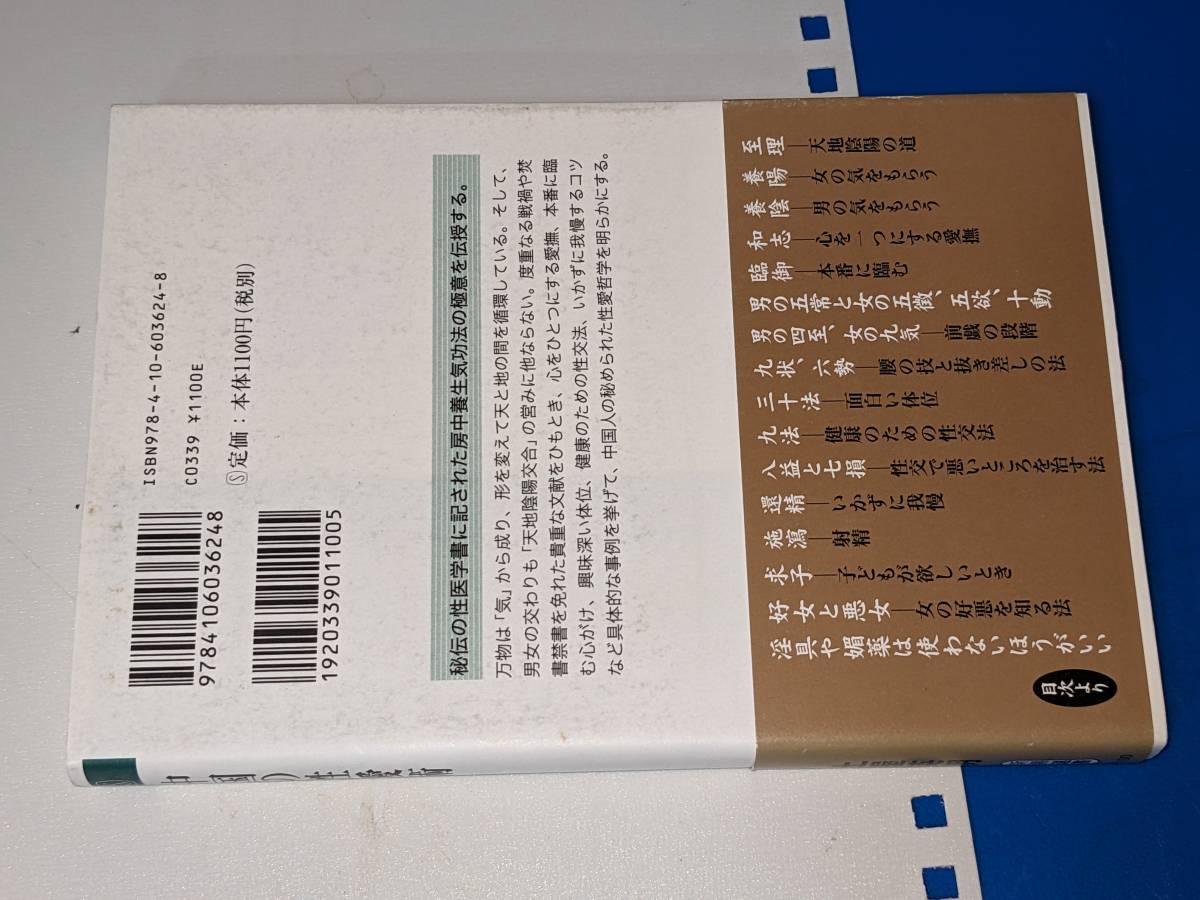 9784106036248
1920339011005
ISBN978-4-10-603624-8
C0339 ¥1100E
Ⓢ定価：本体1100円(税別)
秘伝の性医学書に記された房中養生気功法の極意を伝授する。
万物は「気」から成り、形を変えて天と地の間を循環している。そして、
男女の交わりも「天地陰陽交合」の営みに他ならない。度重なる戦禍や焚
書禁書を免れた貴重な文献をひもとき、心をひとつにする愛撫、本番に臨
む心がけ、興味深い体位、健康のための性交法、いかずに我慢するコツ
など具体的な事例を挙げて、中国人の秘められた性愛哲学を明らかにする。
至理―天地陰陽の道
養陽―女の気をもらう
養陰―男の気をもらう
和志―心を一つにする愛撫
臨御―本番に臨む
男の五常と女の五徴、五欲、十動
男の四至、女の九気―前戯の段階
九状、六勢―腰の技と抜き差しの法
三十法―面白い体位
九法―健康のための性交法
八益と七損―性交で悪いところを治す法
還精―いかずに我慢
施瀉―射精
求子―子どもが欲しいとき
好女と悪女―女の好悪を知る法
淫具や媚薬は使わないほうがいい
目次より